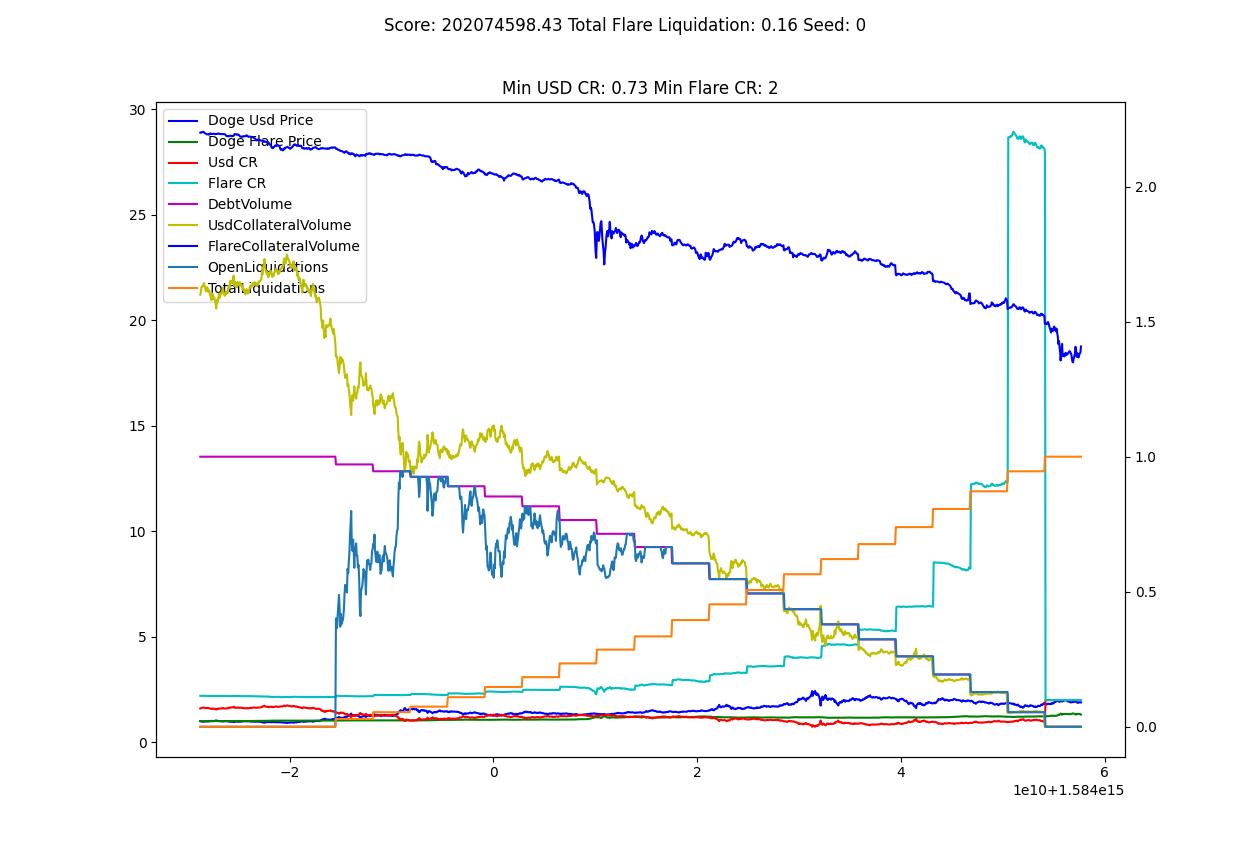 Score: 202074598.43 Total Flare Liquidation: 0.16 Seed: 0
Min USD CR: 0.73 Min Flare CR: 2
30
25
20
15
10
5
0
Doge Usd Price
Doge Flare Price
Usd CR
Flare CR
DebtVolume
UsdCollateralVolume
FlareCollateralVolume
OpenLiquidations
TotalLiquidations
2.0
1.5
1.0
0.5
0.0
−2
0
2
4
6
1e10+1.584e15